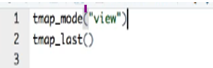 1 tmap_mode("view")
2 tmap_last()
3